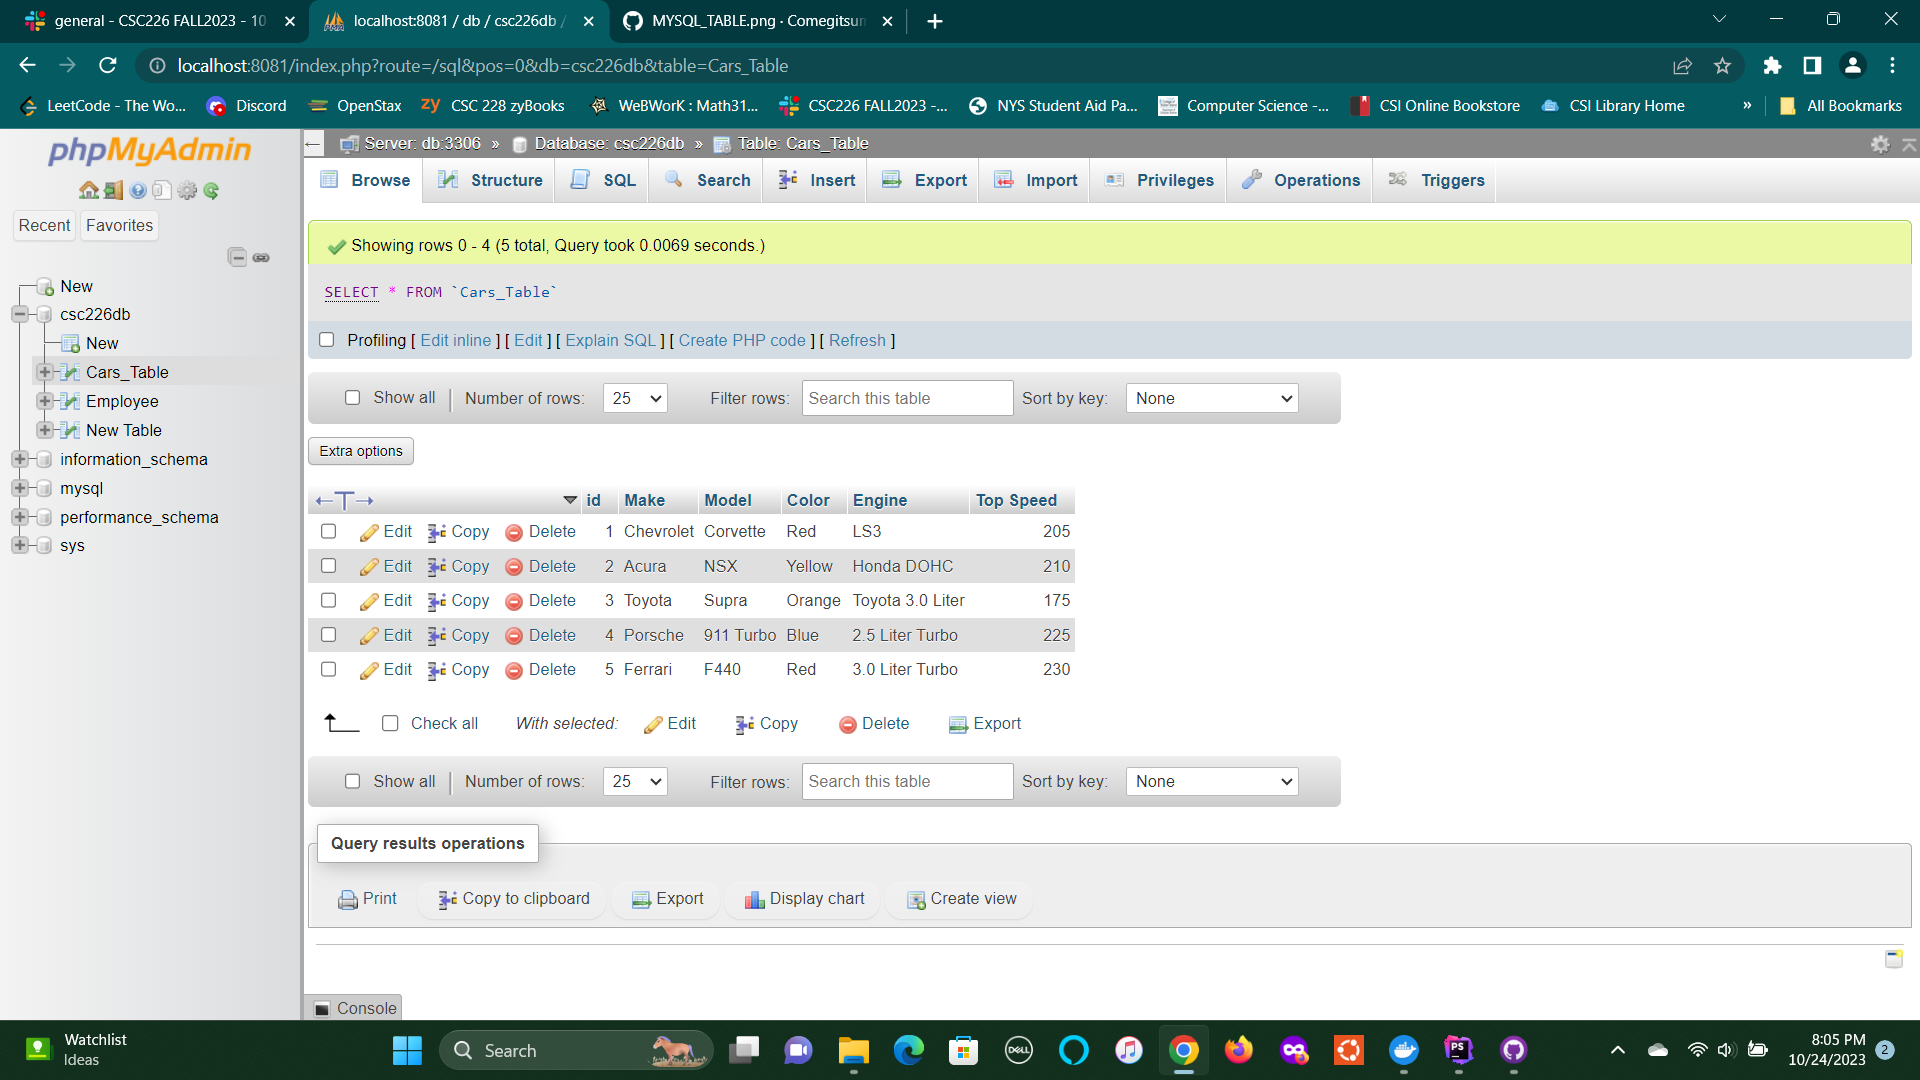 general - CSC226 FALL2023 - 10
localhost:8081 / db / csc226db /
MYSQL_TABLE.png · Comegitsum
localhost:8081/index.php?route=/sql&pos=0&db=csc226db&table=Cars_Table
LeetCode - The Wo...
Discord
OpenStax
zy CSC 228 zyBooks
WeBWorK : Math31...
CSC226 FALL2023 -...
NYS Student Aid Pa...
Computer Science -...
CSI Online Bookstore
CSI Library Home
»
All Bookmarks
phpMyAdmin
Recent
Favorites
New
csc226db
New
Cars_Table
Employee
New Table
information_schema
mysql
performance_schema
sys
Server: db:3306 » Database: csc226db » Table: Cars_Table
Browse Structure SQL Search Insert Export Import Privileges Operations Triggers
Showing rows 0 - 4 (5 total, Query took 0.0069 seconds.)
SELECT * FROM `Cars_Table`
Profiling [ Edit inline ] [ Edit ] [ Explain SQL ] [ Create PHP code ] [ Refresh ]
Show all | Number of rows: 25 Filter rows: Search this table Sort by key: None
Extra options
←T→ id Make Model Color Engine Top Speed
Edit Copy Delete 1 Chevrolet Corvette Red LS3 205
Edit Copy Delete 2 Acura NSX Yellow Honda DOHC 210
Edit Copy Delete 3 Toyota Supra Orange Toyota 3.0 Liter 175
Edit Copy Delete 4 Porsche 911 Turbo Blue 2.5 Liter Turbo 225
Edit Copy Delete 5 Ferrari F440 Red 3.0 Liter Turbo 230
Check all With selected: Edit Copy Delete Export
Show all | Number of rows: 25 Filter rows: Search this table Sort by key: None
Query results operations
Print Copy to clipboard Export Display chart Create view
Console
Watchlist
Ideas
Search
DELL
PS
8:05 PM
10/24/2023
2